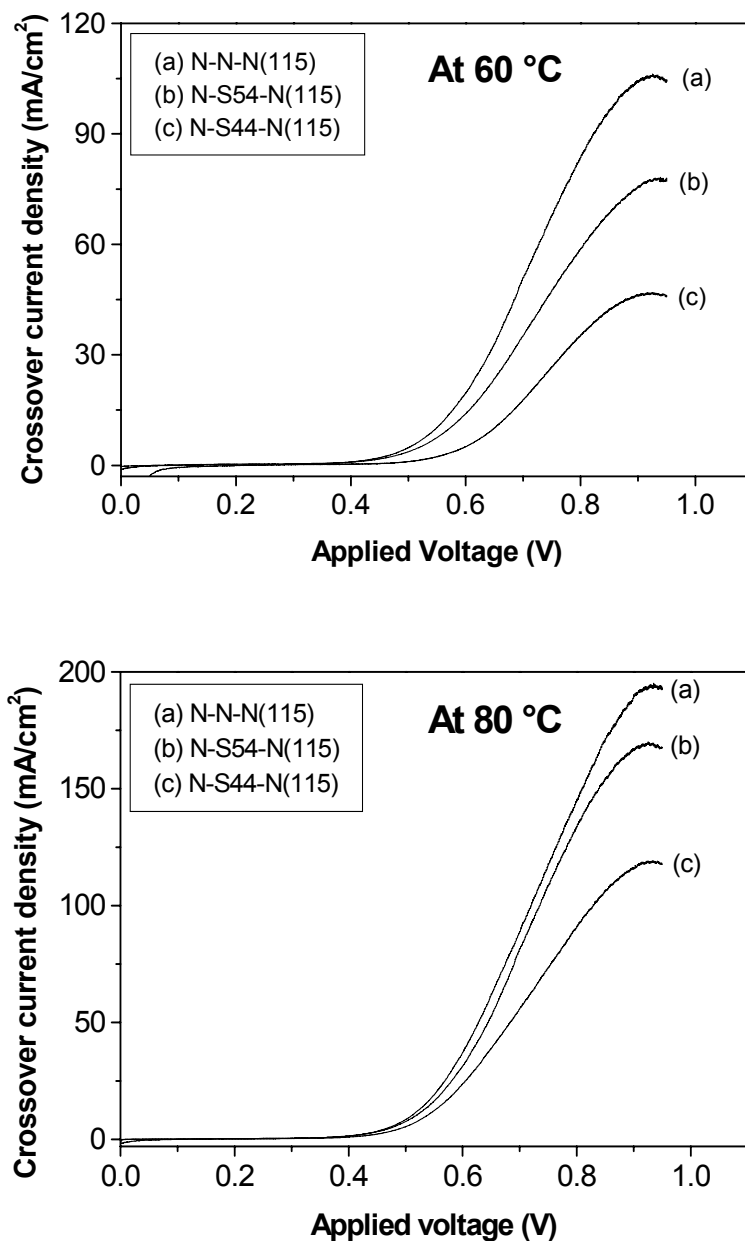 120
90
60
30
0
Crossover current density (mA/cm²)
(a) N-N-N(115)
(b) N-S54-N(115)
(c) N-S44-N(115)
At 60 °C
(a)
(b)
(c)
0.0 0.2 0.4 0.6 0.8 1.0
Applied Voltage (V)
200
150
100
50
0
Crossover current density (mA/cm²)
(a) N-N-N(115)
(b) N-S54-N(115)
(c) N-S44-N(115)
At 80 °C
(a)
(b)
(c)
0.0 0.2 0.4 0.6 0.8 1.0
Applied voltage (V)